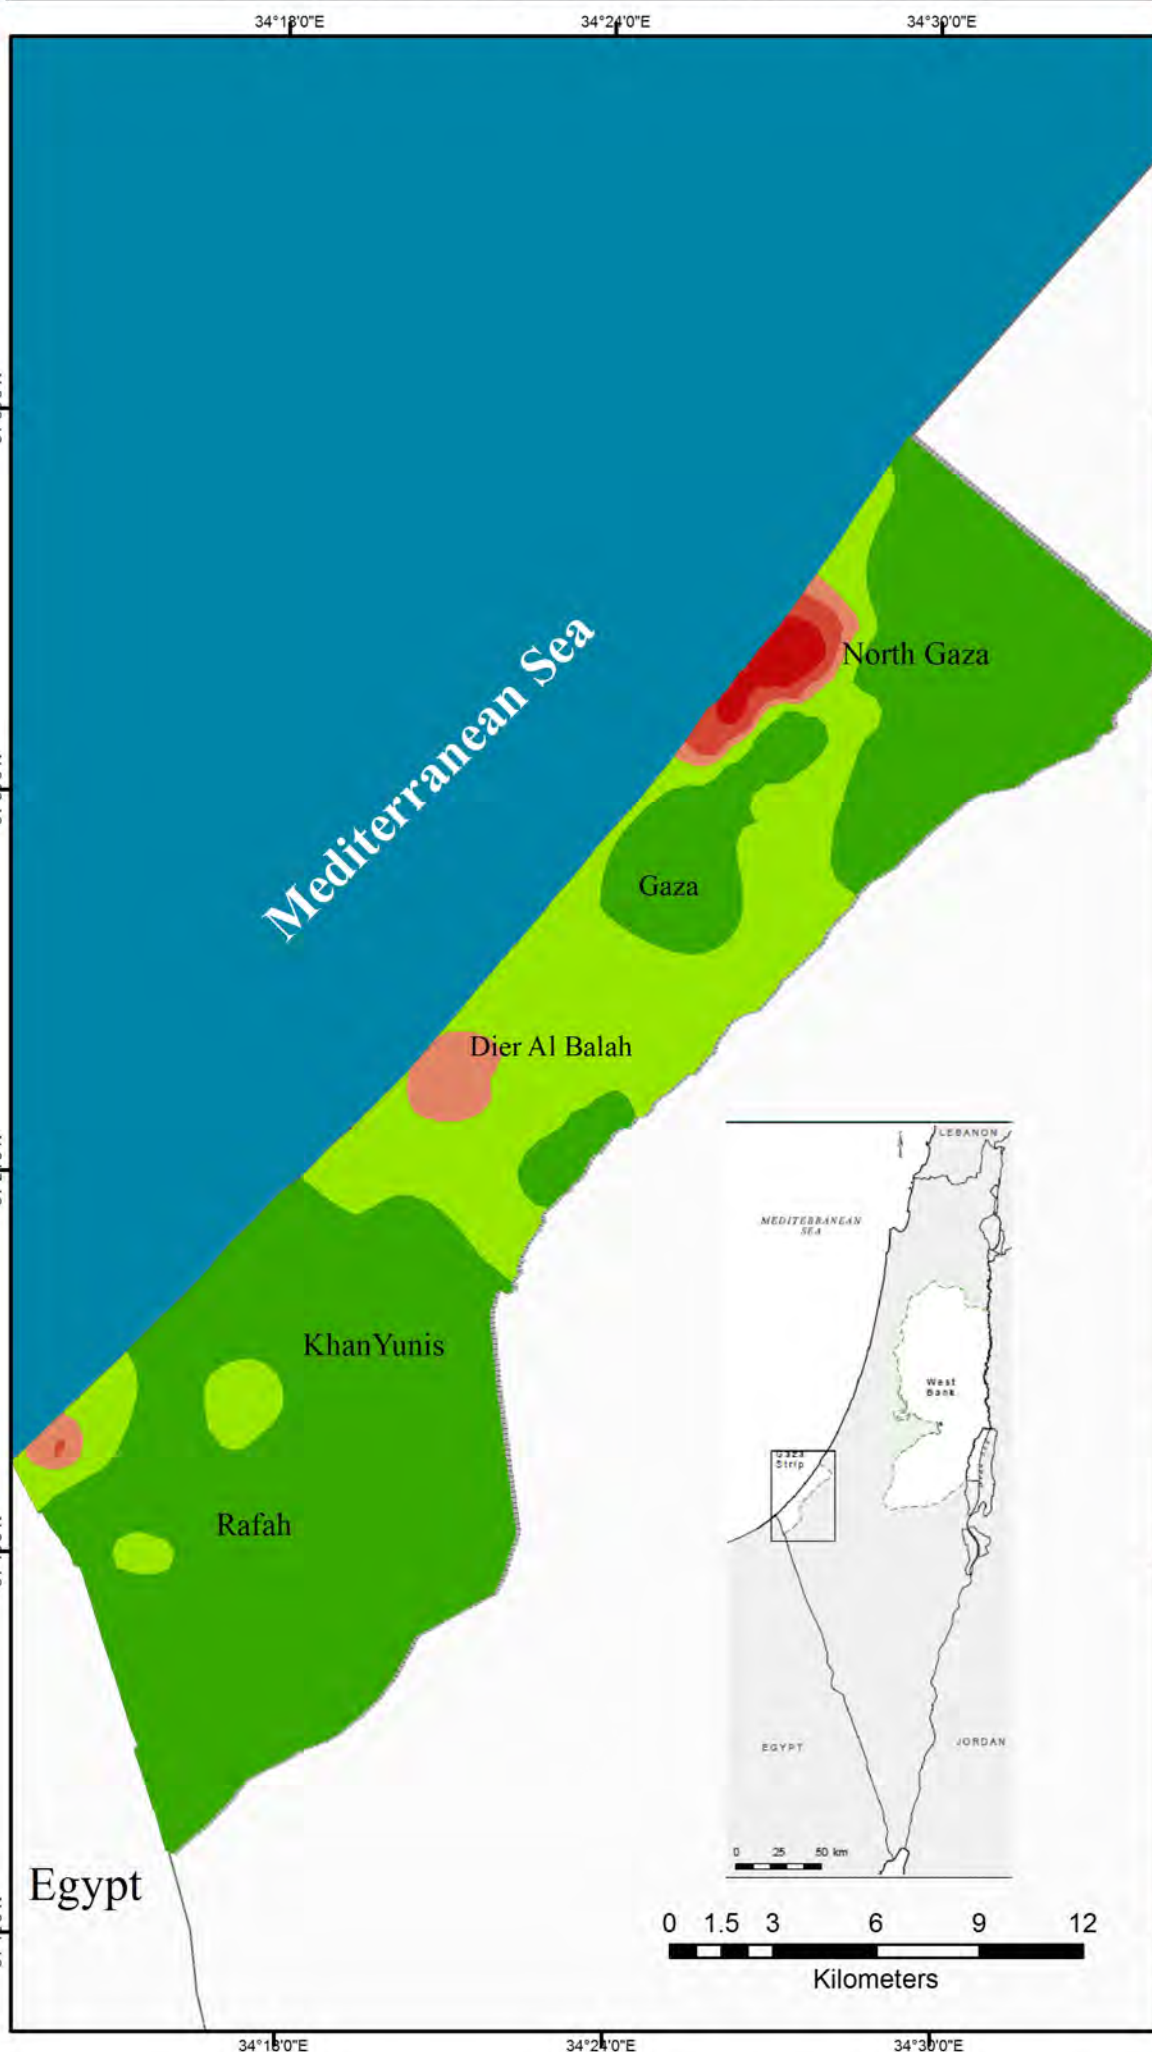 34°18'0"E 34°24'0"E 34°30'0"E
Mediterranean Sea
North Gaza
Gaza
Dier Al Balah
KhanYunis
Rafah
Egypt
LEBANON
MEDITERRANEAN
SEA
West
Bank
Gaza
Strip
EGYPT
JORDAN
0 25 50 km
0 1.5 3 6 9 12
Kilometers
34°18'0"E 34°24'0"E 34°30'0"E